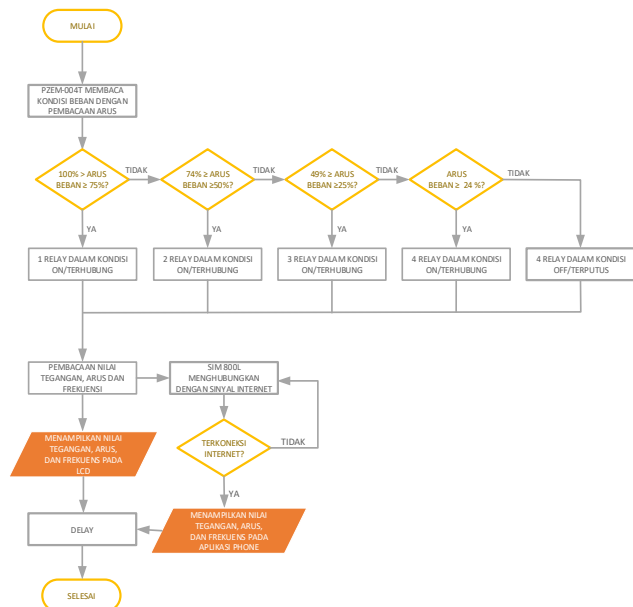 MULAI
PZEM-004T MEMBACA
KONDISI BEBAN DENGAN
PEMBACAAN ARUS
100% > ARUS
BEBAN ≥ 75%?
TIDAK
74% ≥ ARUS
BEBAN ≥50%?
TIDAK
49% ≥ ARUS
BEBAN ≥25%?
TIDAK
ARUS
BEBAN ≥ 24 %?
TIDAK
YA
YA
YA
YA
1 RELAY DALAM KONDISI
ON/TERHUBUNG
2 RELAY DALAM KONDISI
ON/TERHUBUNG
3 RELAY DALAM KONDISI
ON/TERHUBUNG
4 RELAY DALAM KONDISI
ON/TERHUBUNG
4 RELAY DALAM KONDISI
OFF/TERPUTUS
PEMBACAAN NILAI
TEGANGAN, ARUS DAN
FREKUENSI
SIM 800L
MENGHUBUNGKAN
DENGAN SINYAL INTERNET
MENAMPILKAN NILAI
TEGANGAN, ARUS,
DAN FREKUENS PADA
LCD
TERKONEKSI
INTERNET?
TIDAK
YA
DELAY
MENAMPILKAN NILAI
TEGANGAN, ARUS,
DAN FREKUENS PADA
APLIKASI PHONE
SELESAI